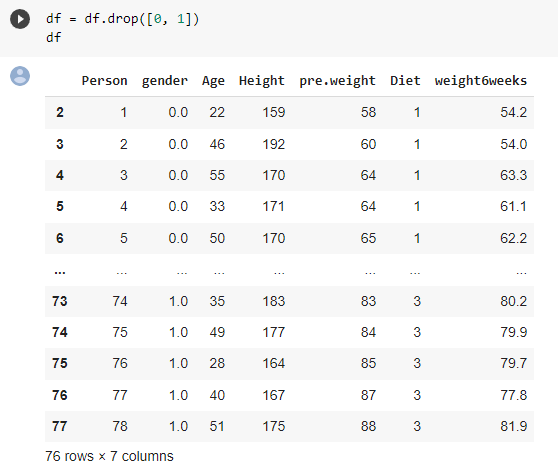 df = df.drop([0, 1])
df
Person gender Age Height pre.weight Diet weight6weeks
2 1 0.0 22 159 58 1 54.2
3 2 0.0 46 192 60 1 54.0
4 3 0.0 55 170 64 1 63.3
5 4 0.0 33 171 64 1 61.1
6 5 0.0 50 170 65 1 62.2
... ... ... ... ... ... ... ...
73 74 1.0 35 183 83 3 80.2
74 75 1.0 49 177 84 3 79.9
75 76 1.0 28 164 85 3 79.7
76 77 1.0 40 167 87 3 77.8
77 78 1.0 51 175 88 3 81.9
76 rows × 7 columns